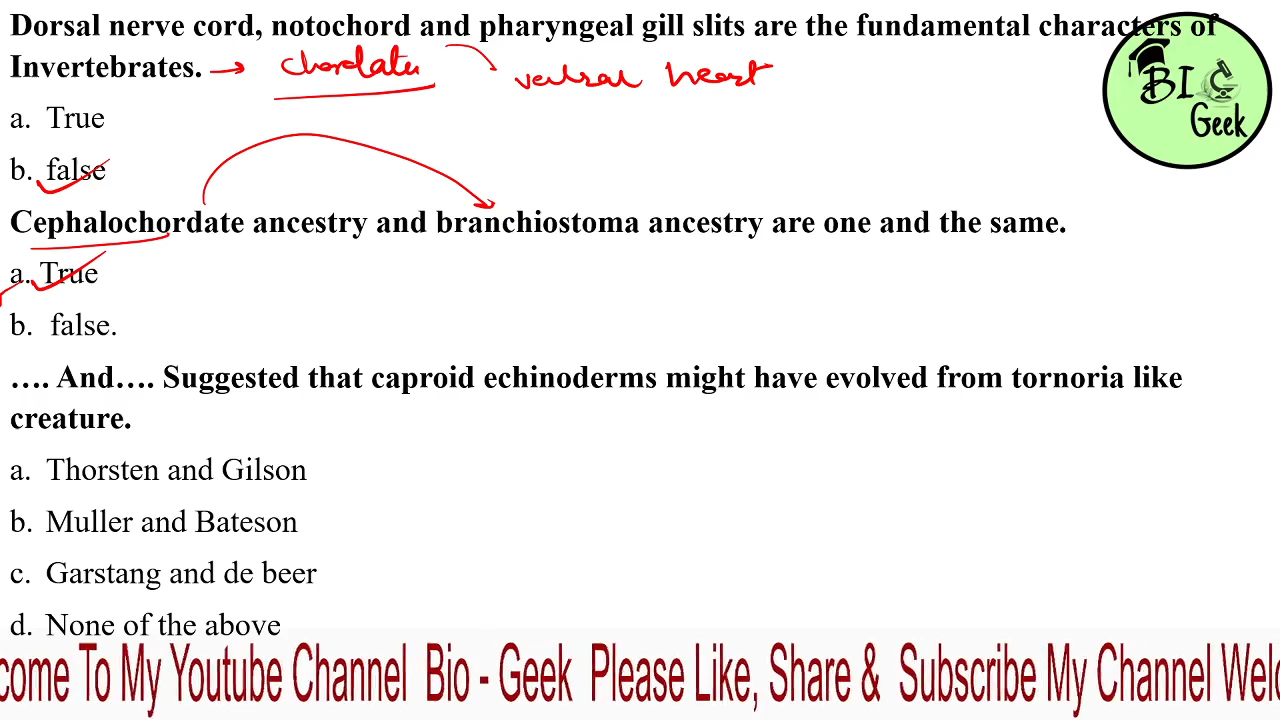 Dorsal nerve cord, notochord and pharyngeal gill slits are the fundamental characters of
Invertebrates. → chordates ventral heart
a. True
b. false
Cephalochordate ancestry and branchiostoma ancestry are one and the same.
a. True
b. false.
…. And…. Suggested that caproid echinoderms might have evolved from tornoria like
creature.
a. Thorsten and Gilson
b. Muller and Bateson
c. Garstang and de beer
d. None of the above
BI
Geek
come To My Youtube Channel Bio - Geek Please Like, Share & Subscribe My Channel Welc